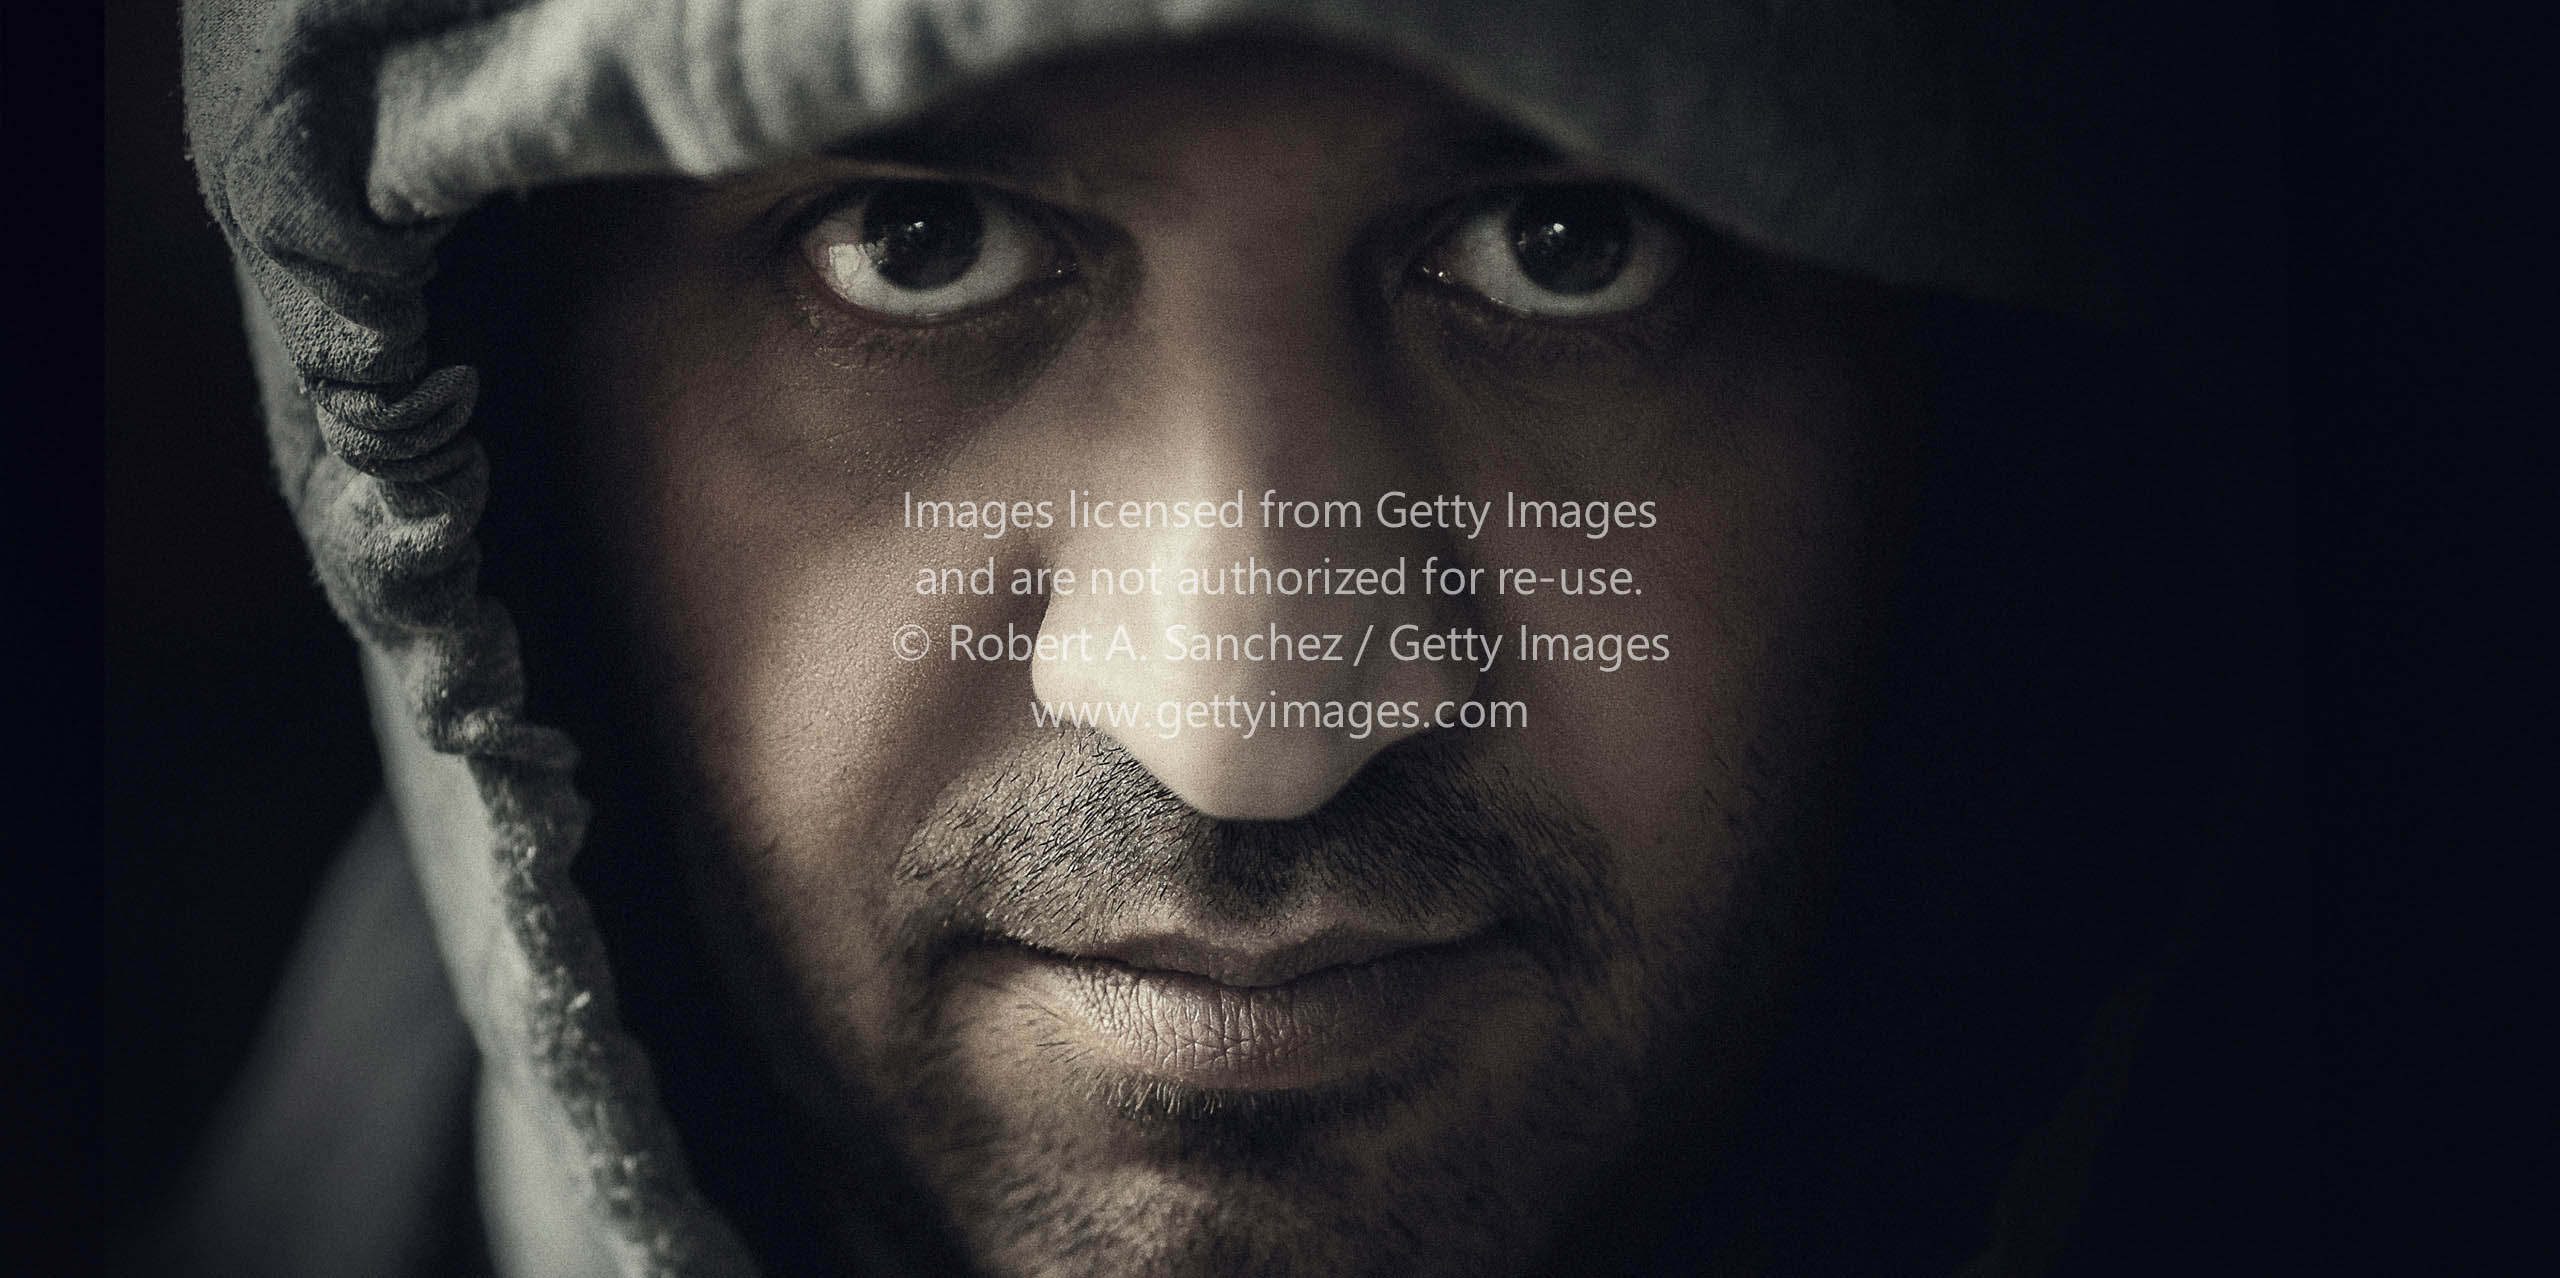 Images licensed from Getty Images
and are not authorized for re-use.
© Robert A. Sanchez / Getty Images
www.gettyimages.com